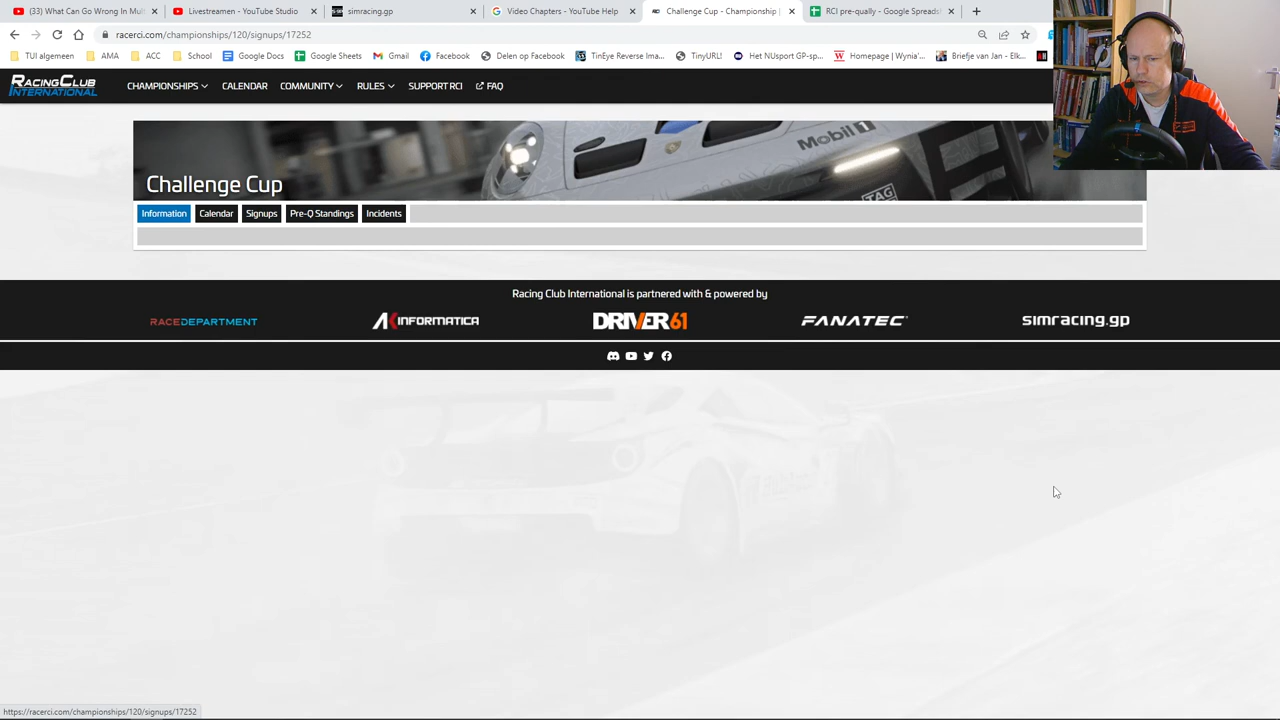 (33) What Can Go Wrong In Mult
Livestreamen - YouTube Studio
simracing.gp
Video Chapters - YouTube Help
Challenge Cup - Championship |
RCI pre-qually - Google Spreads
racerci.com/championships/120/signups/17252
TUI algemeen
AMA
ACC
School
Google Docs
Google Sheets
Gmail
Facebook
Delen op Facebook
TinEye Reverse Ima...
TinyURL!
Het NUsport GP-sp...
Homepage | Wynia'...
Briefje van Jan - Elk...
RACINGCLUB
INTERNATIONAL
CHAMPIONSHIPS
CALENDAR
COMMUNITY
RULES
SUPPORT RCI
FAQ
Mobil 1
TAG
Challenge Cup
Information
Calendar
Signups
Pre-Q Standings
Incidents
Racing Club International is partnered with & powered by
RACEDEPARTMENT
AKINFORMATICA
DRIVER61
FANATEC
simracing.gp
https://racerci.com/championships/120/signups/17252